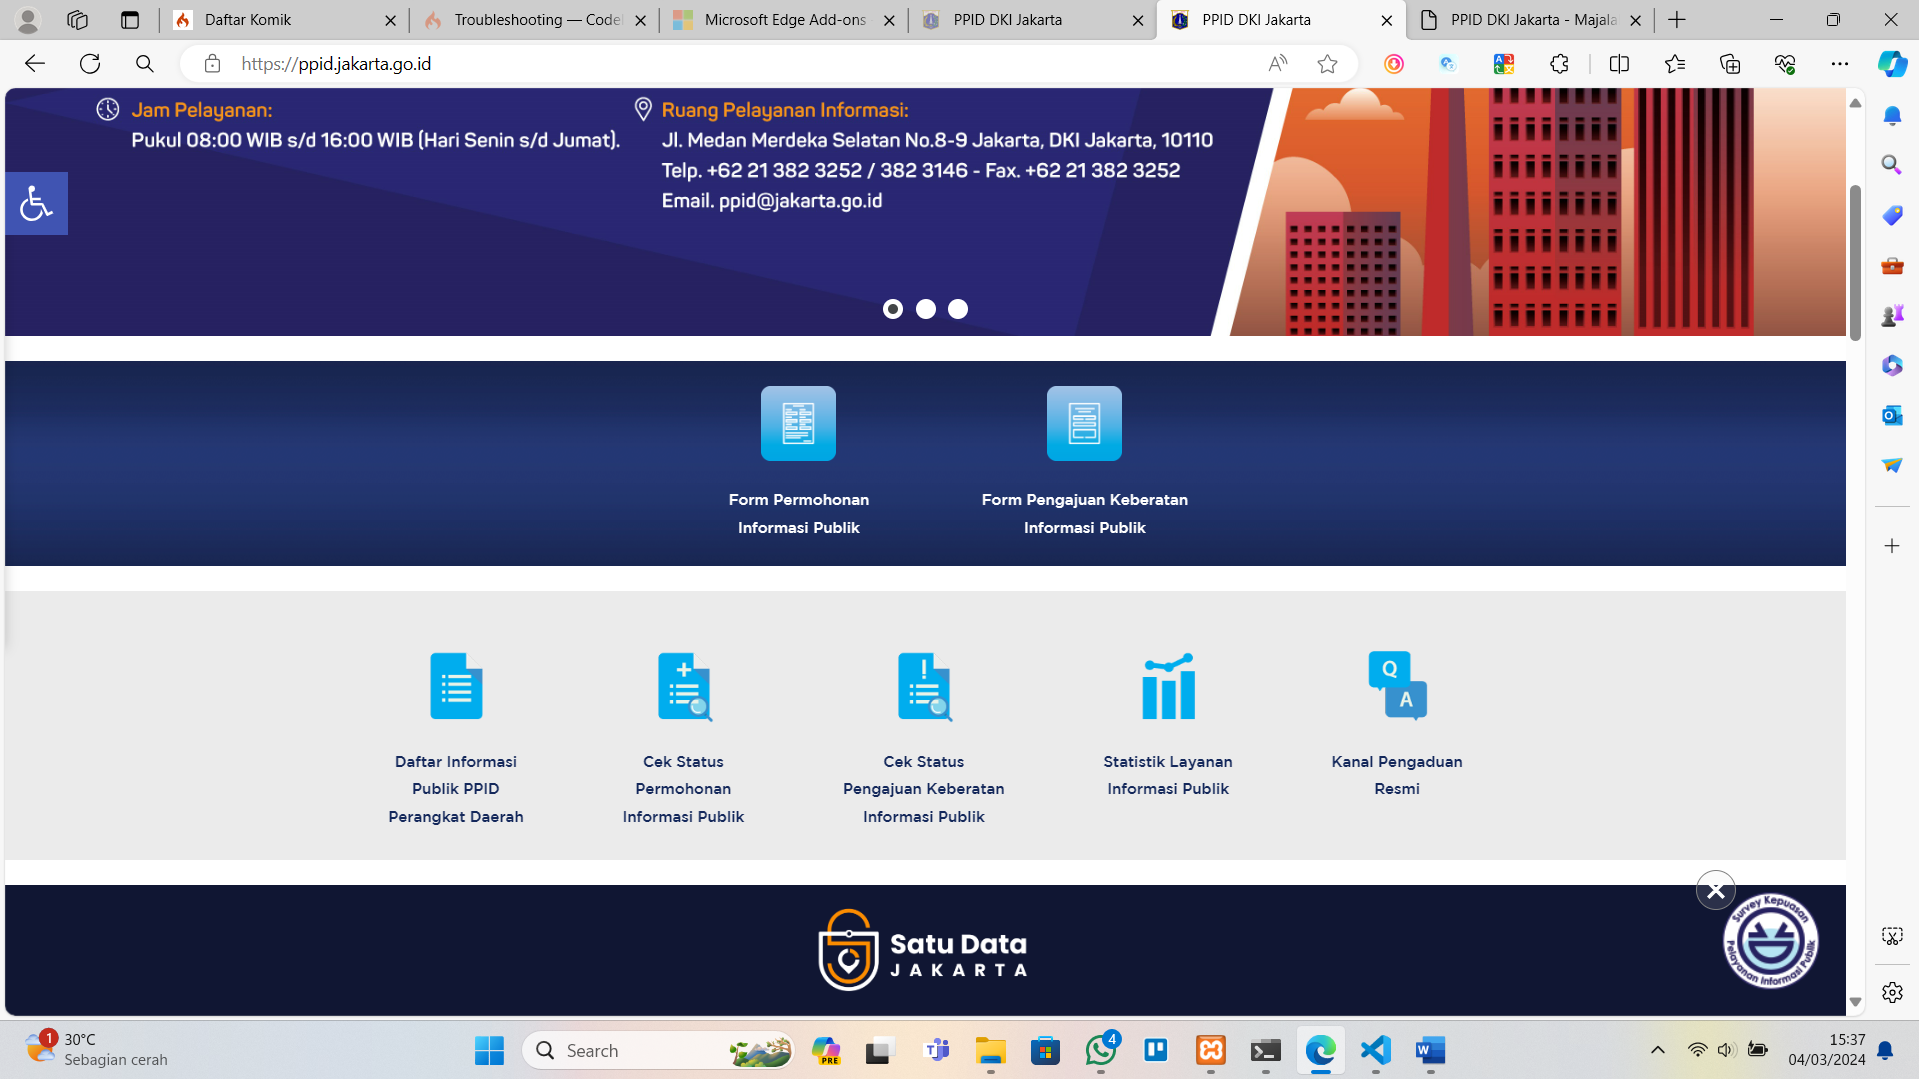 Daftar Komik
Troubleshooting — Code
Microsoft Edge Add-ons
PPID DKI Jakarta
PPID DKI Jakarta
PPID DKI Jakarta - Majala
https://ppid.jakarta.go.id
Jam Pelayanan:
Pukul 08:00 WIB s/d 16:00 WIB (Hari Senin s/d Jumat).
Ruang Pelayanan Informasi:
Jl. Medan Merdeka Selatan No.8-9 Jakarta, DKI Jakarta, 10110
Telp. +62 21 382 3252 / 382 3146 - Fax. +62 21 382 3252
Email. ppid@jakarta.go.id
Form Permohonan
Informasi Publik
Form Pengajuan Keberatan
Informasi Publik
Daftar Informasi
Publik PPID
Perangkat Daerah
Cek Status
Permohonan
Informasi Publik
Cek Status
Pengajuan Keberatan
Informasi Publik
Statistik Layanan
Informasi Publik
Q
A
Kanal Pengaduan
Resmi
Satu Data
JAKARTA
Survey Kepuasan
Pelayanan Informasi Publik
1
30°C
Sebagian cerah
Search
PRE
4
15:37
04/03/2024